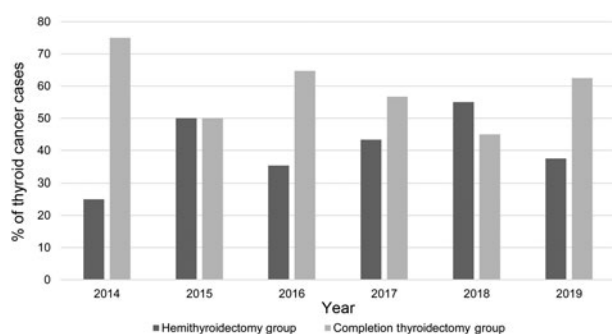 % of thyroid cancer cases
80
70
60
50
40
30
20
10
0
2014 2015 2016 2017 2018 2019
Year
Hemithyroidectomy group Completion thyroidectomy group